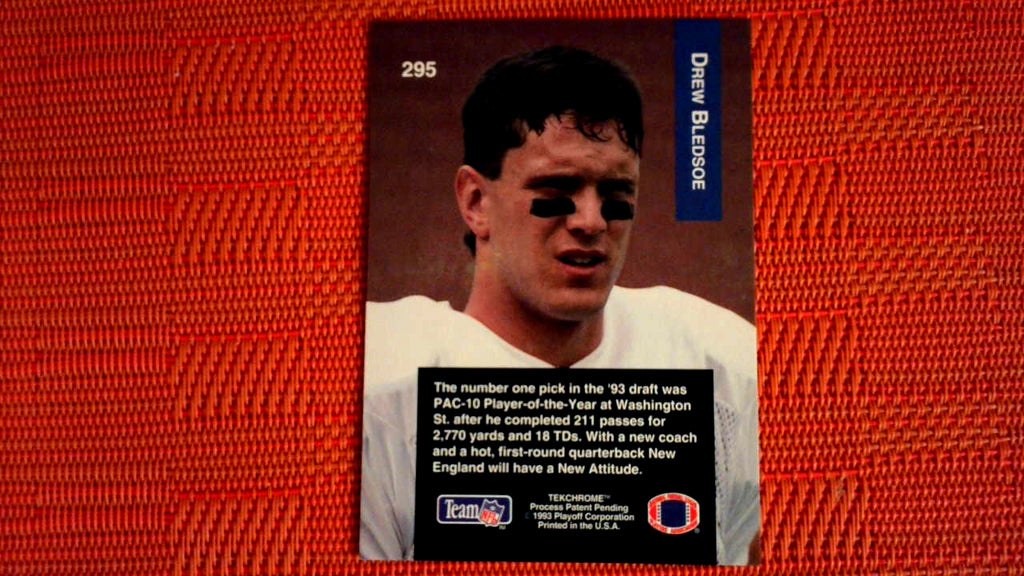 295
DREW BLEDSOE
The number one pick in the '93 draft was
PAC-10 Player-of-the-Year at Washington
St. after he completed 211 passes for
2,770 yards and 18 TDs. With a new coach
and a hot, first-round quarterback New
England will have a New Attitude.
Team NFL™
TEKCHROME™
Process Patent Pending
© 1993 Playoff Corporation
Printed in the U.S.A.
®